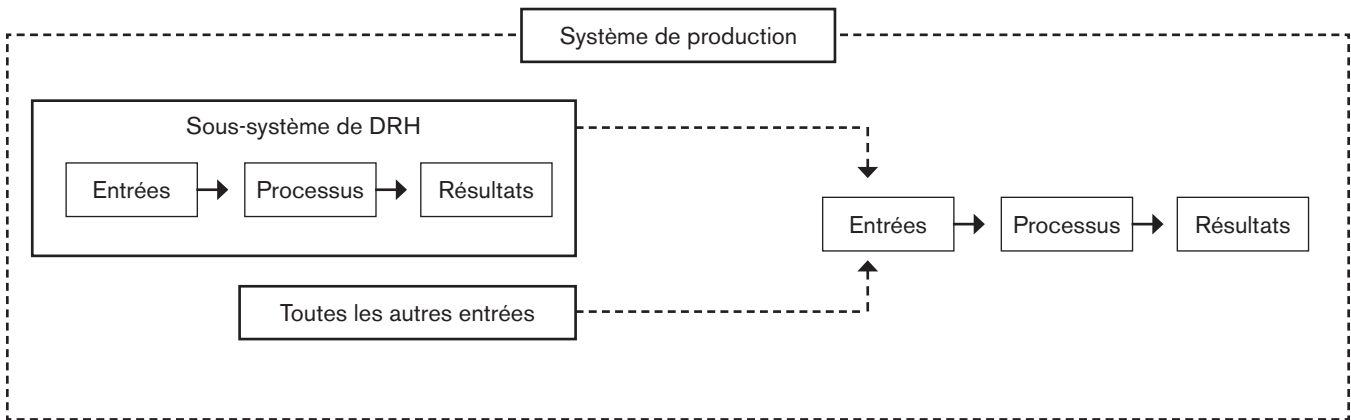 Système de production
Sous-système de DRH
Entrées
Processus
Résultats
Entrées
Processus
Résultats
Toutes les autres entrées